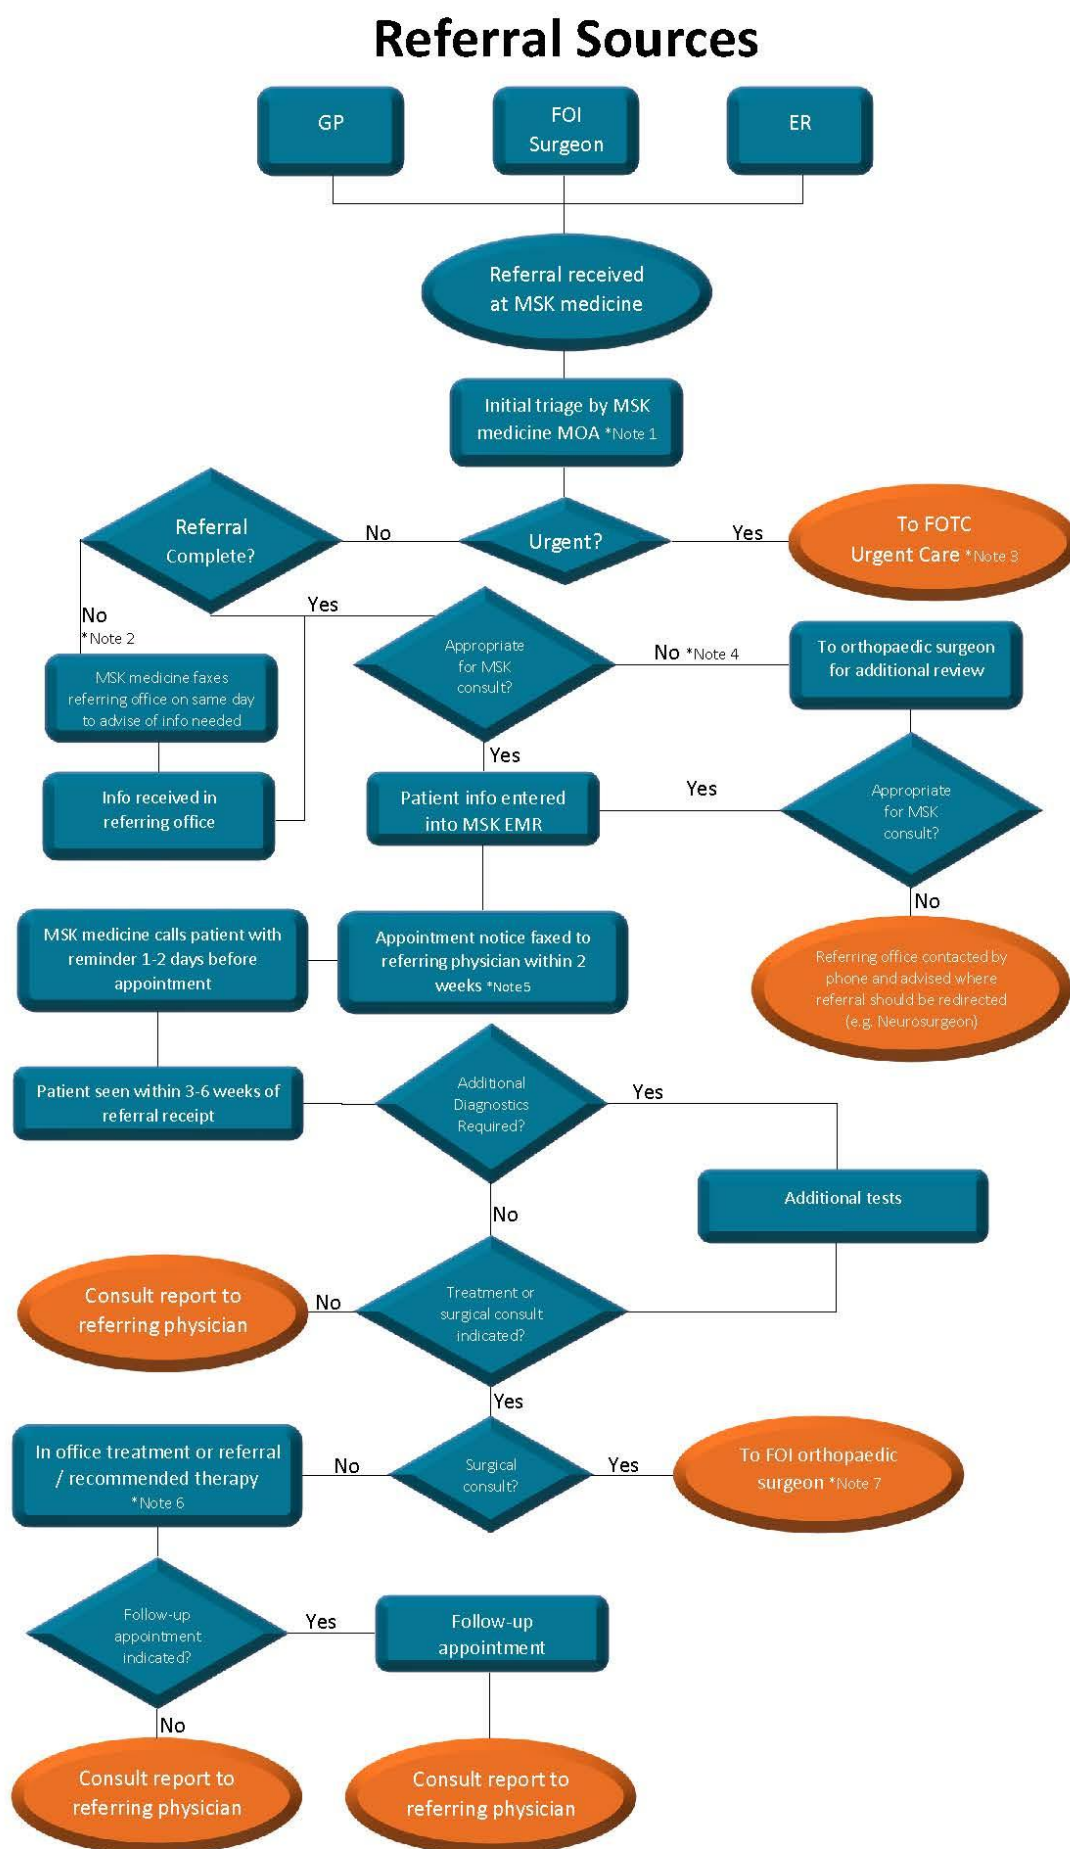 Referral Sources
GP
FOI
Surgeon
ER
Referral received
at MSK medicine
Initial triage by MSK
medicine MOA *Note 1
Referral
Complete?
No
Urgent?
Yes
To FOTC
Urgent Care *Note 3
No
*Note 2
Yes
Appropriate
for MSK
consult?
No *Note 4
To orthopaedic surgeon
for additional review
MSK medicine faxes
referring office on same day
to advise of info needed
Yes
Info received in
referring office
Patient info entered
into MSK EMR
Yes
Appropriate
for MSK
consult?
No
MSK medicine calls patient with
reminder 1-2 days before
appointment
Appointment notice faxed to
referring physician within 2
weeks *Note5
Referring office contacted by
phone and advised where
referral should be redirected
(e.g. Neurosurgeon)
Patient seen within 3-6 weeks of
referral receipt
Additional
Diagnostics
Required?
Yes
Additional tests
No
Consult report to
referring physician
No
Treatment or
surgical consult
indicated?
Yes
In office treatment or referral
/ recommended therapy
*Note 6
No
Surgical
consult?
Yes
To FOI orthopaedic
surgeon *Note 7
Follow-up
appointment
indicated?
Yes
Follow-up
appointment
No
Consult report to
referring physician
Consult report to
referring physician